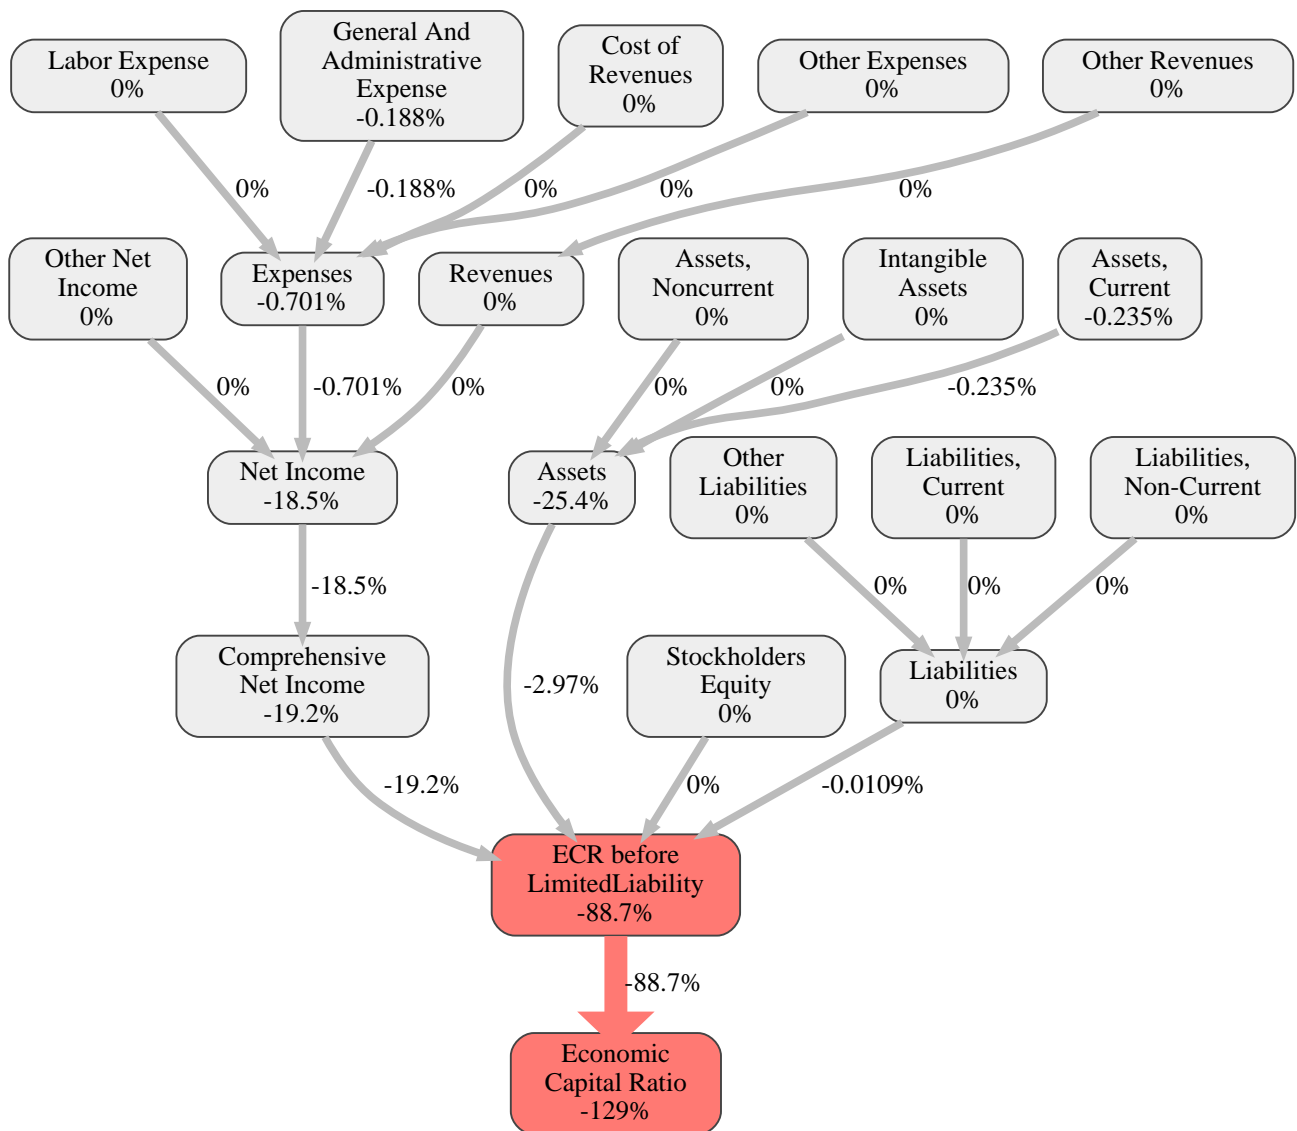 Labor Expense
0%
General And
Administrative
Expense
-0.188%
Cost of
Revenues
0%
Other Expenses
0%
Other Revenues
0%
0%
-0.188%
0%
0%
0%
Other Net
Income
0%
Expenses
-0.701%
Revenues
0%
Assets,
Noncurrent
0%
Intangible
Assets
0%
Assets,
Current
-0.235%
0%
-0.701%
0%
0%
0%
-0.235%
Net Income
-18.5%
Assets
-25.4%
Other
Liabilities
0%
Liabilities,
Current
0%
Liabilities,
Non-Current
0%
-18.5%
0%
0%
0%
Comprehensive
Net Income
-19.2%
-2.97%
Stockholders
Equity
0%
Liabilities
0%
-19.2%
0%
-0.0109%
ECR before
LimitedLiability
-88.7%
-88.7%
Economic
Capital Ratio
-129%